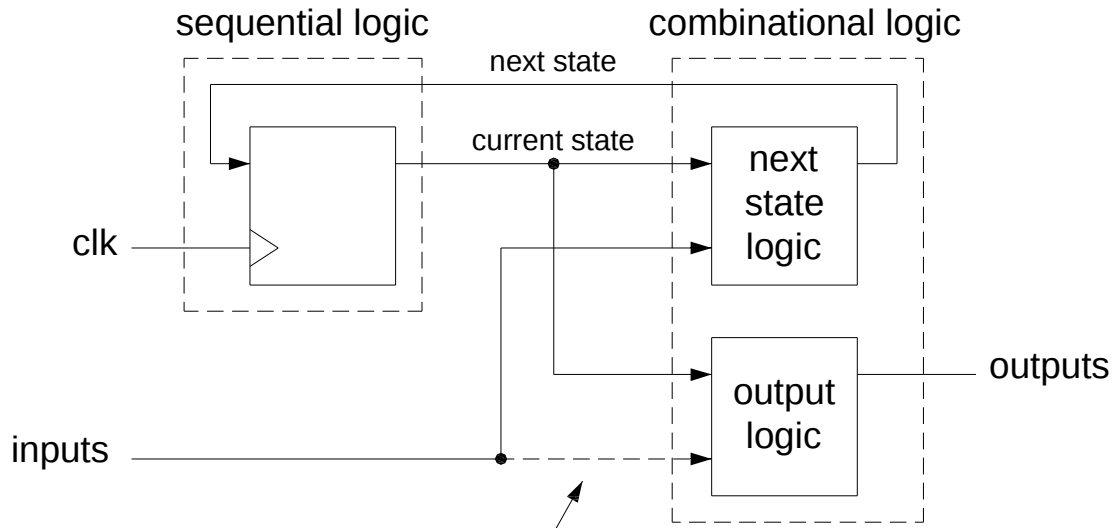 sequential logic
combinational logic
next state
current state
next
state
logic
clk
output
logic
outputs
inputs